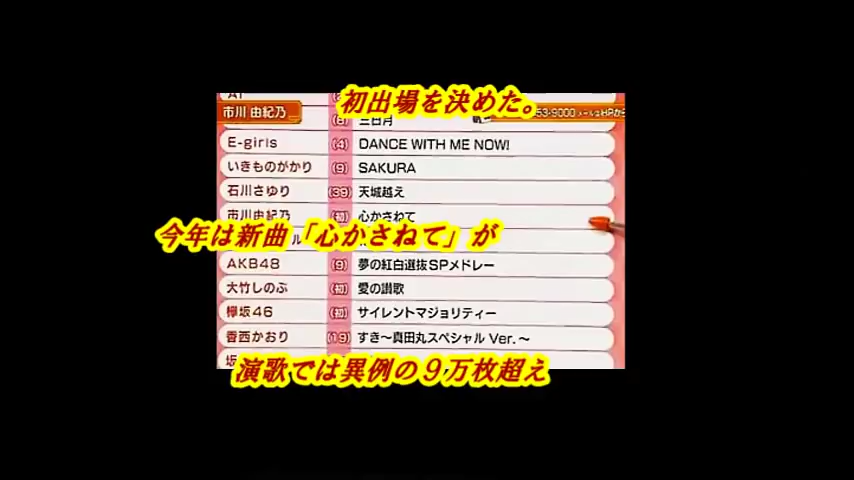 初出場を決めた。
市川 由紀乃
53-9000
(6) 三日月
E-girls (4) DANCE WITH ME NOW!
いきものがかり (9) SAKURA
石川さゆり (39) 天城越え
市川由紀乃 (初) 心かさねて
今年は新曲「心かさねて」が
AKB48 (9) 夢の紅白選抜SPメドレー
大竹しのぶ (初) 愛の讃歌
欅坂46 (初) サイレントマジョリティー
香西かおり (19) すき～真田丸スペシャル Ver.～
演歌では異例の９万枚超え